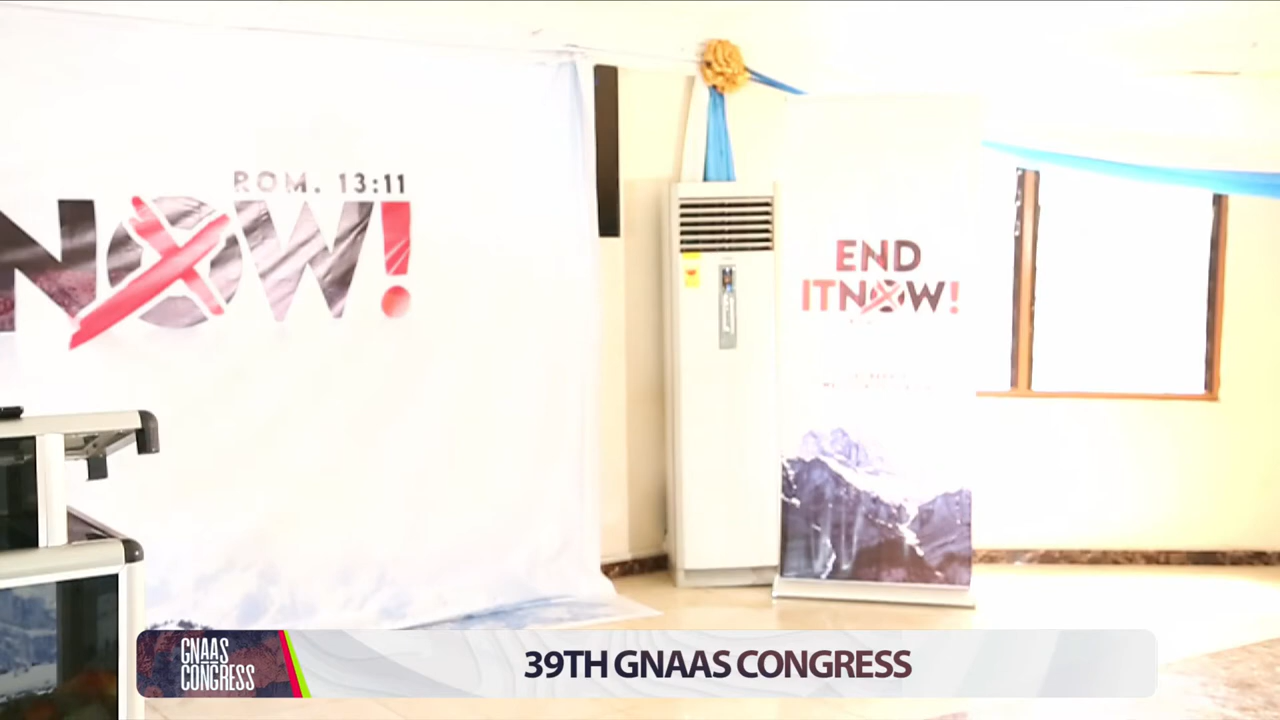 ROM. 13:11
NOW!
END
ITNOW!
GNAAS
CONGRESS
39TH GNAAS CONGRESS